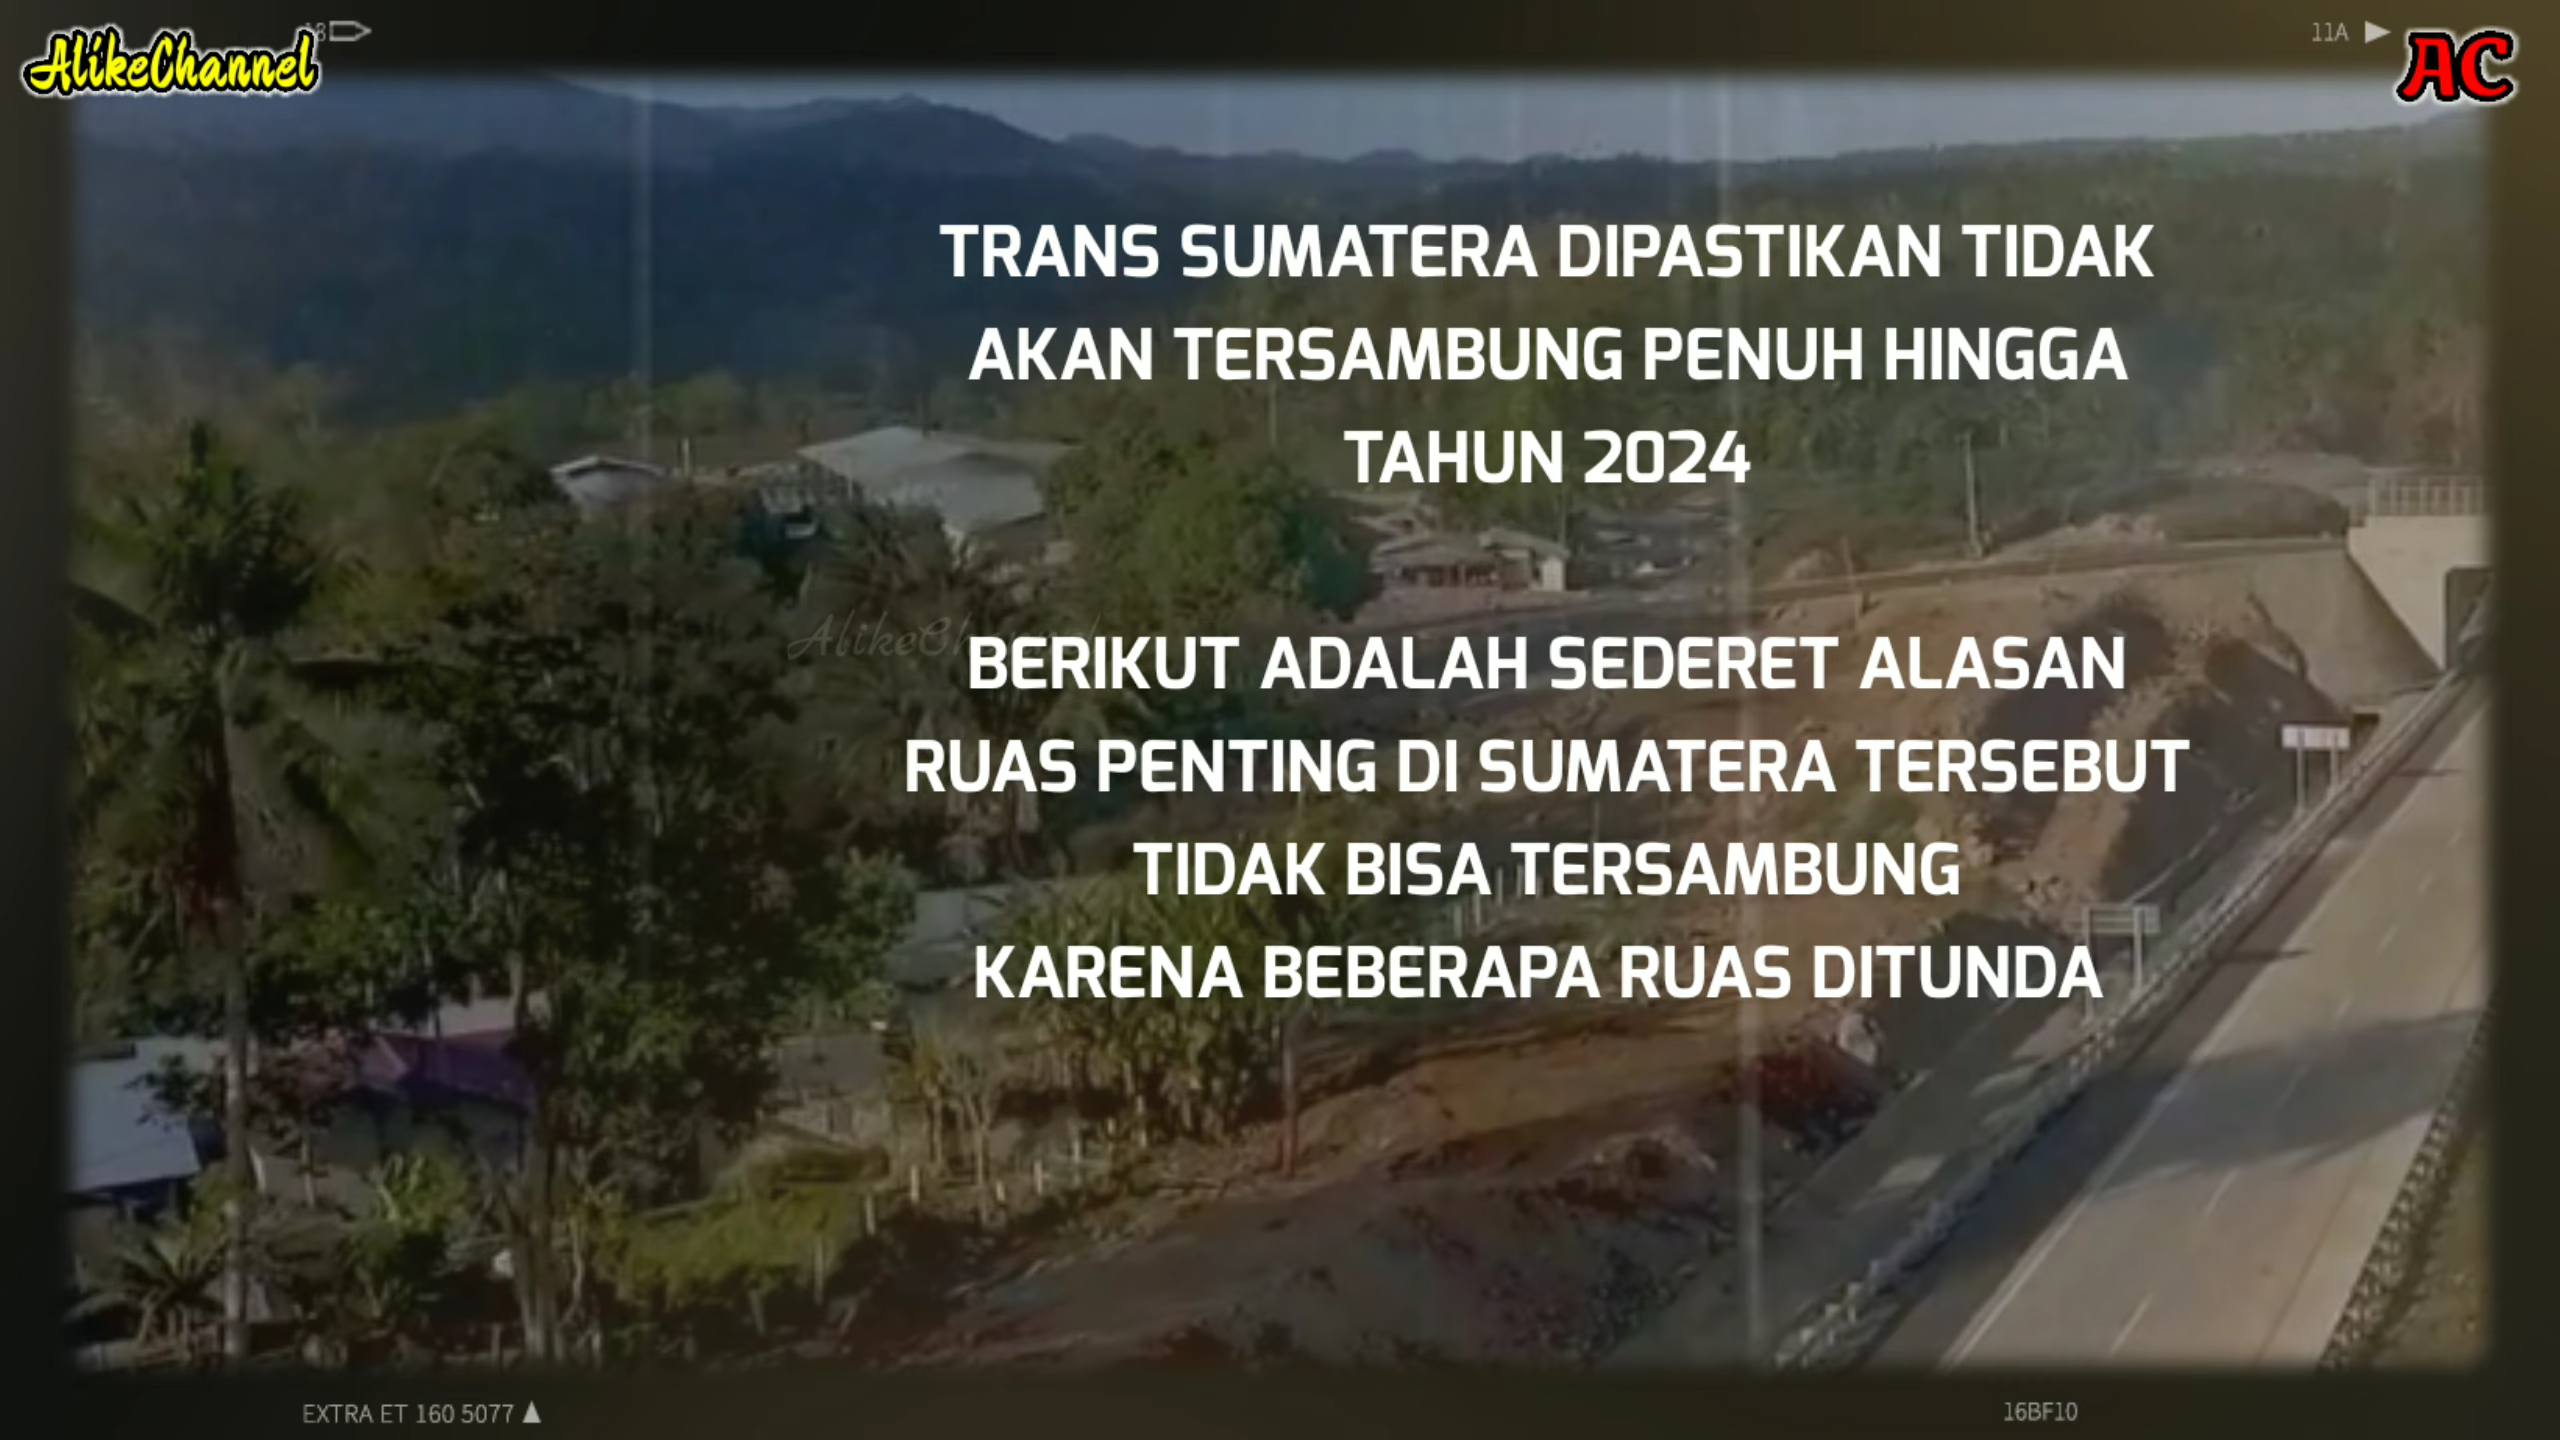 AlikeChannel
11A
AC
TRANS SUMATERA DIPASTIKAN TIDAK
AKAN TERSAMBUNG PENUH HINGGA
TAHUN 2024
BERIKUT ADALAH SEDERET ALASAN
RUAS PENTING DI SUMATERA TERSEBUT
TIDAK BISA TERSAMBUNG
KARENA BEBERAPA RUAS DITUNDA
EXTRA ET 160 5077
16BF10